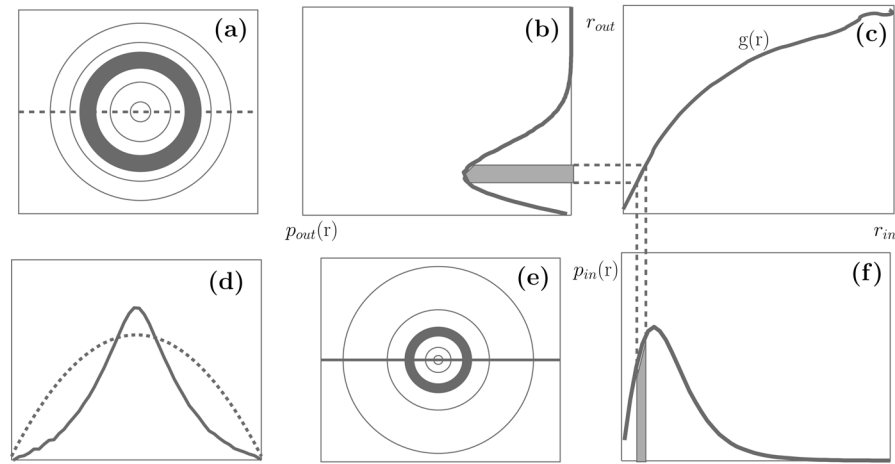 (a)
(b)
r_out
g(r)
(c)
p_out(r)
r_in
(d)
(e)
p_in(r)
(f)